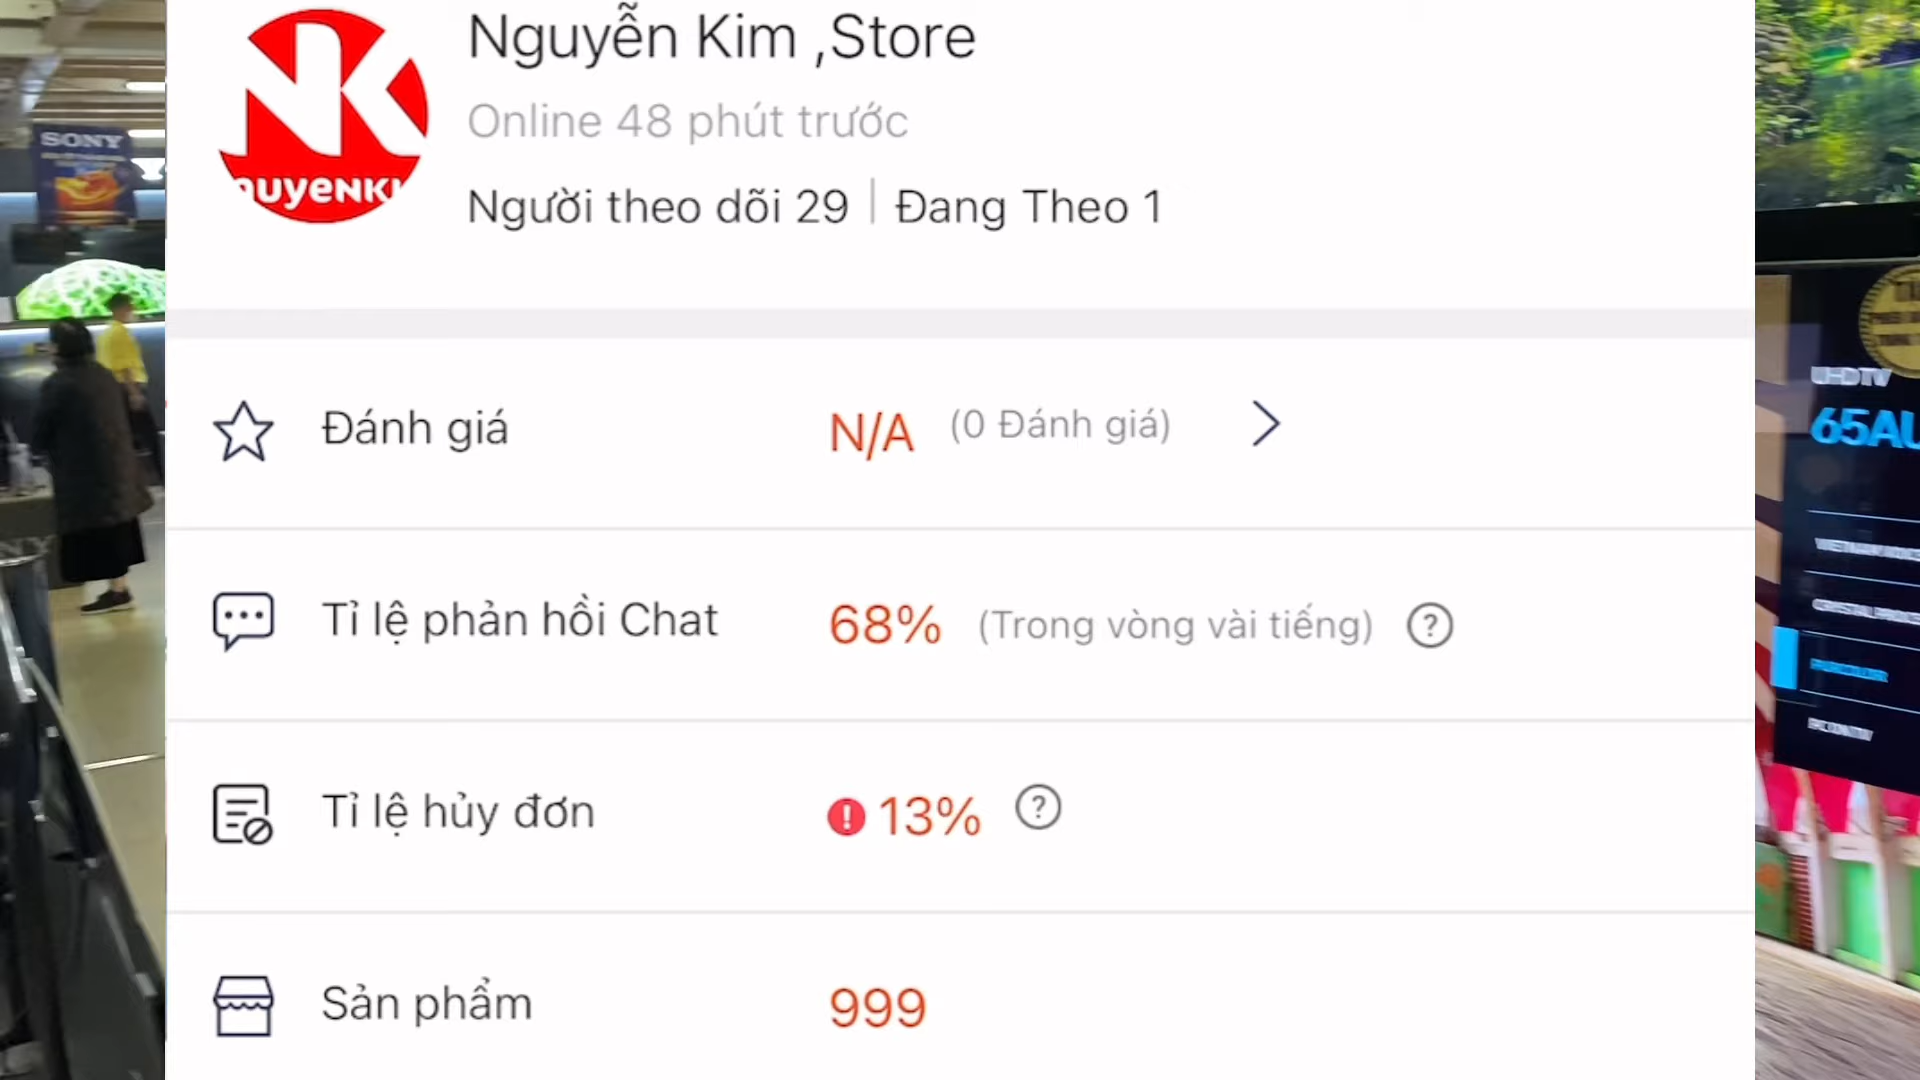 Nguyễn Kim ,Store
Online 48 phút trước
Người theo dõi 29 | Đang Theo 1
Đánh giá N/A (0 Đánh giá)
Tỉ lệ phản hồi Chat 68% (Trong vòng vài tiếng)
Tỉ lệ hủy đơn 13%
Sản phẩm 999
SONY
UHD TV
65AU